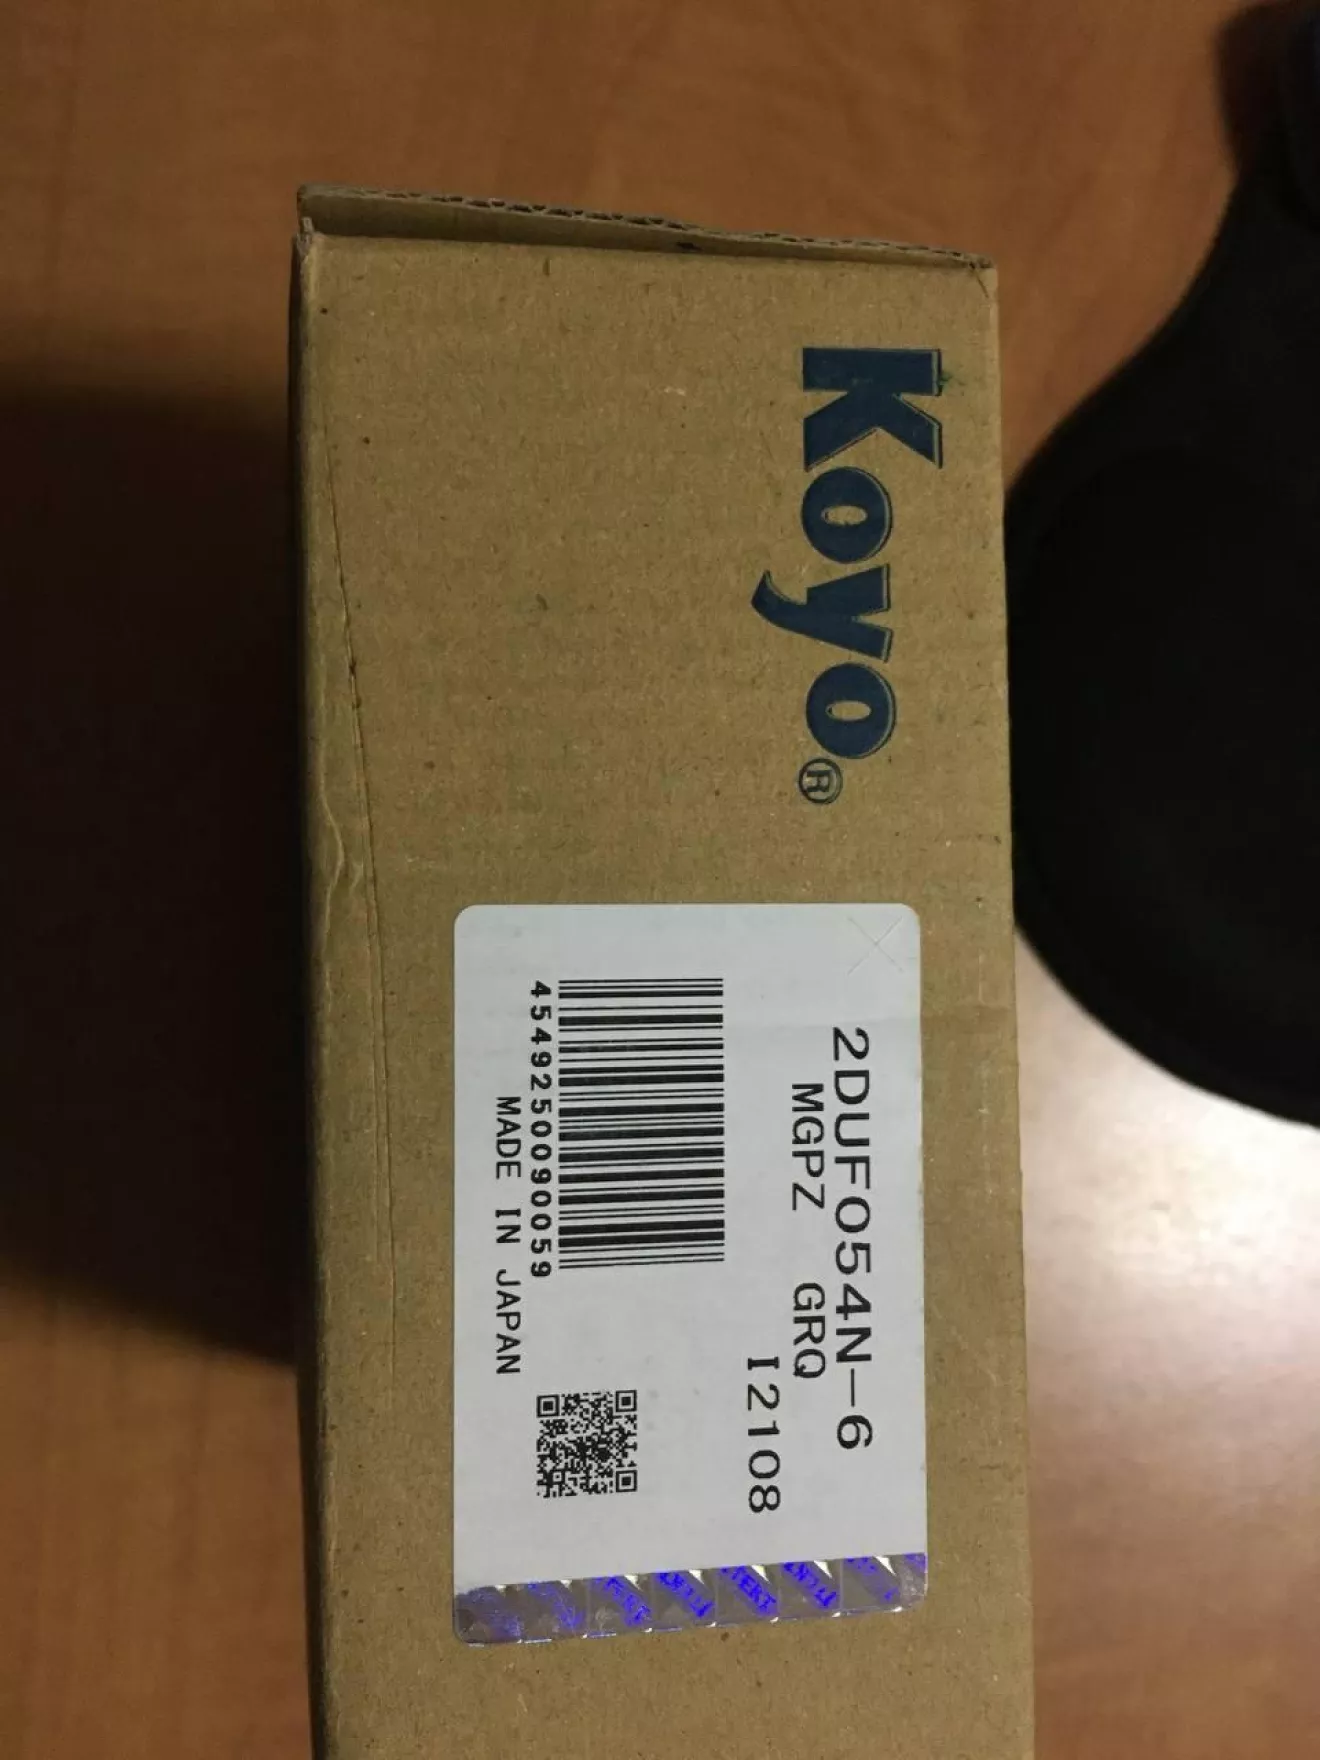 Koyo®
2DUF054N-6
MGPZ GRQ
I2108
4549250090059
MADE IN JAPAN